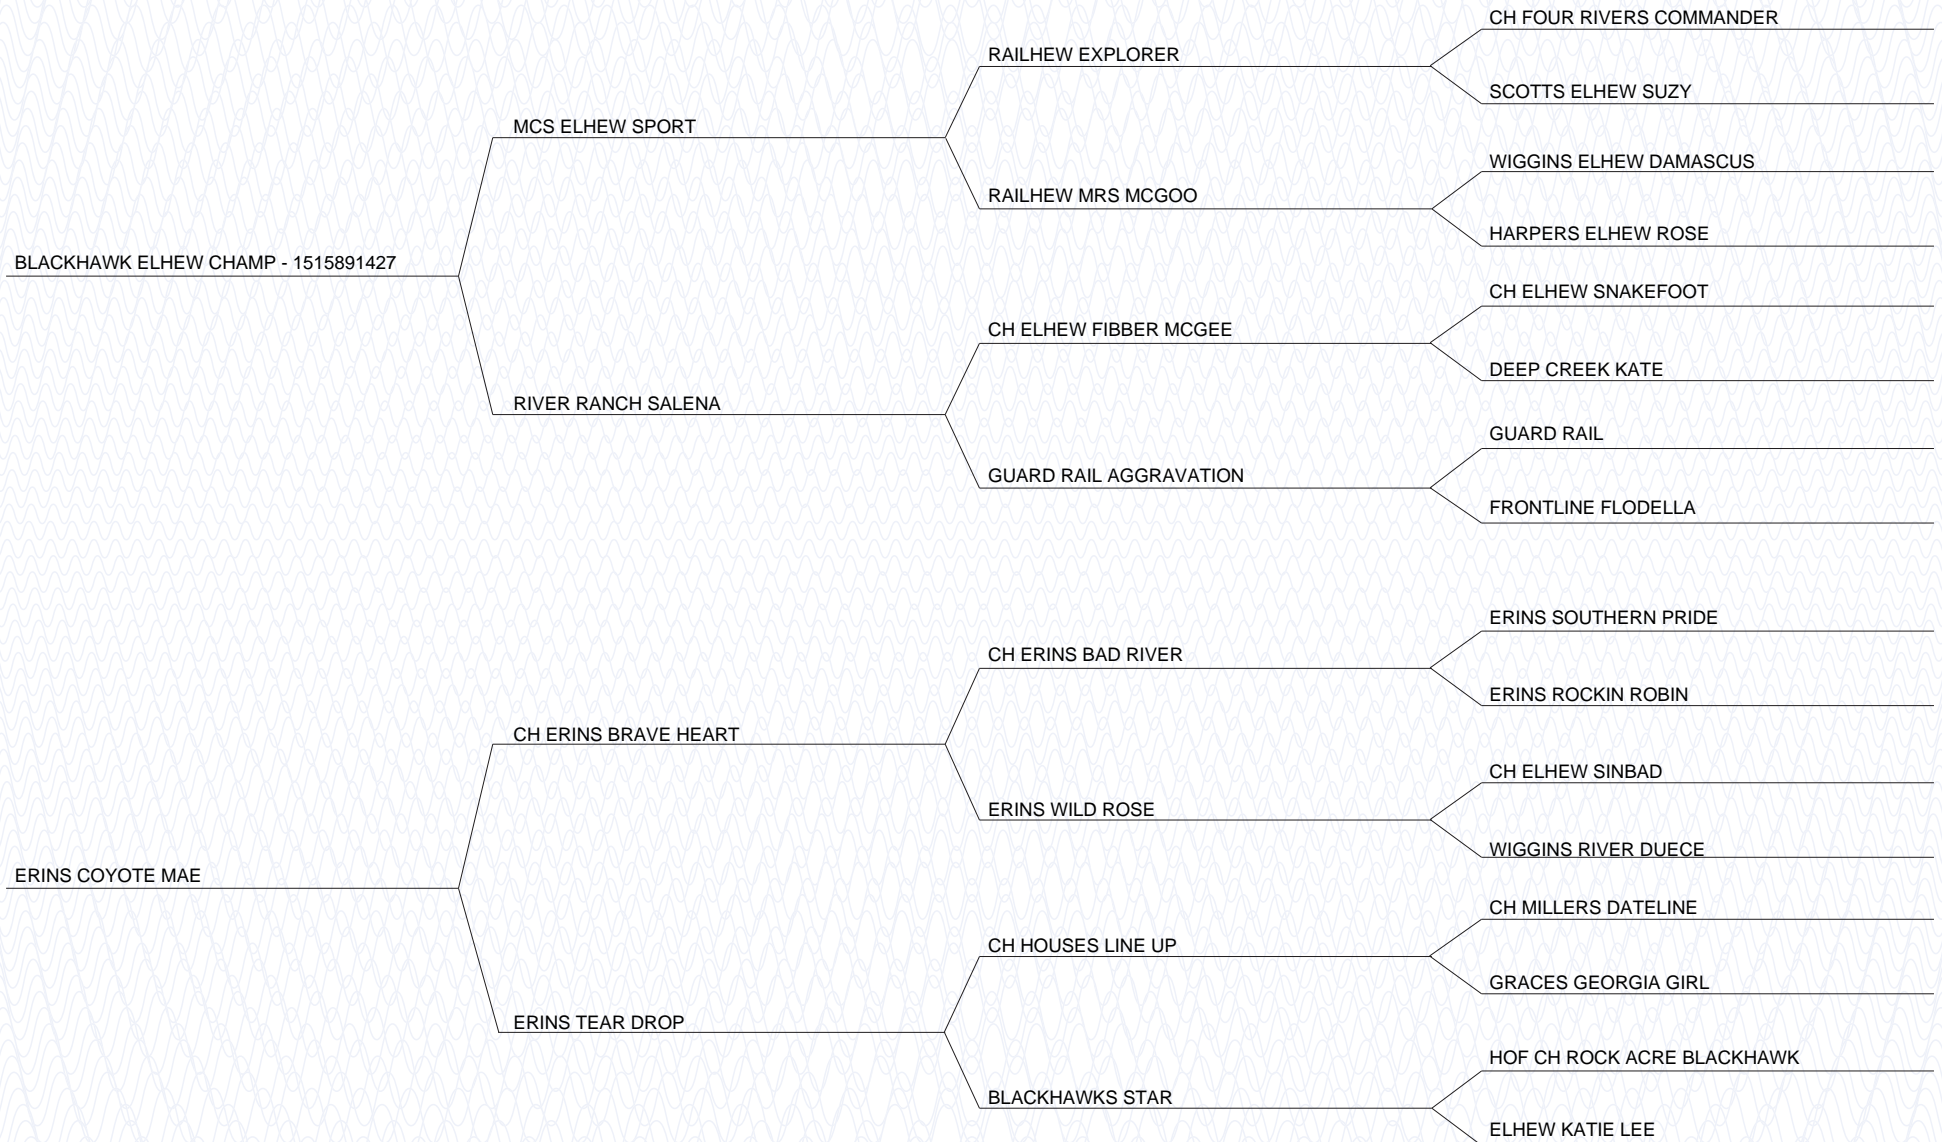 CH FOUR RIVERS COMMANDER
RAILHEW EXPLORER
SCOTTS ELHEW SUZY
MCS ELHEW SPORT
WIGGINS ELHEW DAMASCUS
RAILHEW MRS MCGOO
HARPERS ELHEW ROSE
BLACKHAWK ELHEW CHAMP - 1515891427
CH ELHEW SNAKEFOOT
CH ELHEW FIBBER MCGEE
DEEP CREEK KATE
RIVER RANCH SALENA
GUARD RAIL
GUARD RAIL AGGRAVATION
FRONTLINE FLODELLA
ERINS SOUTHERN PRIDE
CH ERINS BAD RIVER
ERINS ROCKIN ROBIN
CH ERINS BRAVE HEART
CH ELHEW SINBAD
ERINS WILD ROSE
WIGGINS RIVER DUECE
ERINS COYOTE MAE
CH MILLERS DATELINE
CH HOUSES LINE UP
GRACES GEORGIA GIRL
ERINS TEAR DROP
HOF CH ROCK ACRE BLACKHAWK
BLACKHAWKS STAR
ELHEW KATIE LEE